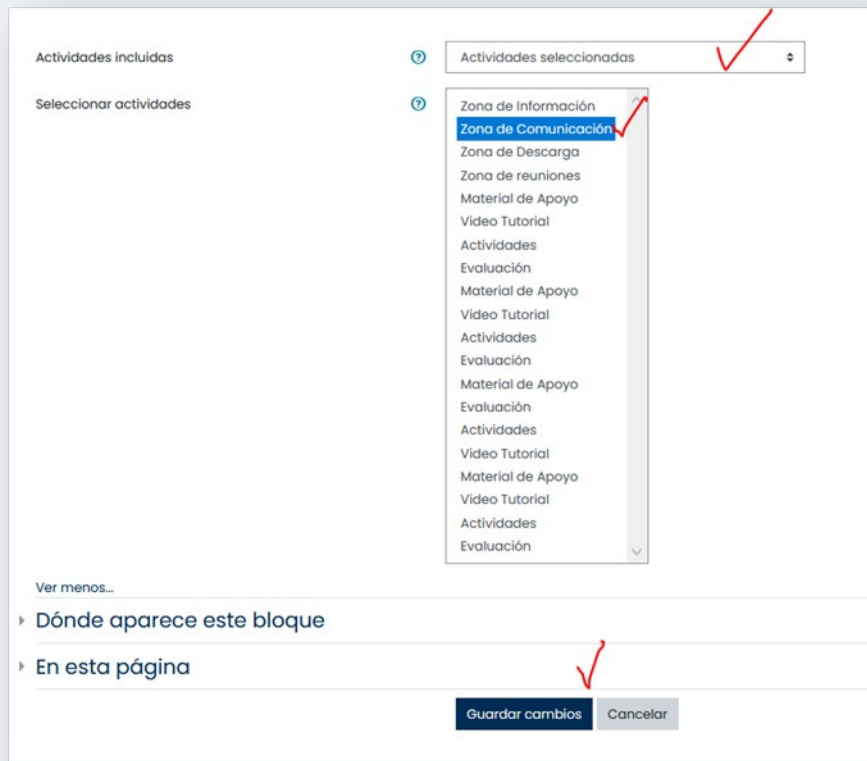 Actividades incluidas
Actividades seleccionadas
Seleccionar actividades
Zona de Información
Zona de Comunicación
Zona de Descarga
Zona de reuniones
Material de Apoyo
Video Tutorial
Actividades
Evaluación
Material de Apoyo
Video Tutorial
Actividades
Evaluación
Material de Apoyo
Evaluación
Actividades
Video Tutorial
Material de Apoyo
Video Tutorial
Actividades
Evaluación
Ver menos...
Dónde aparece este bloque
En esta página
Guardar cambios Cancelar